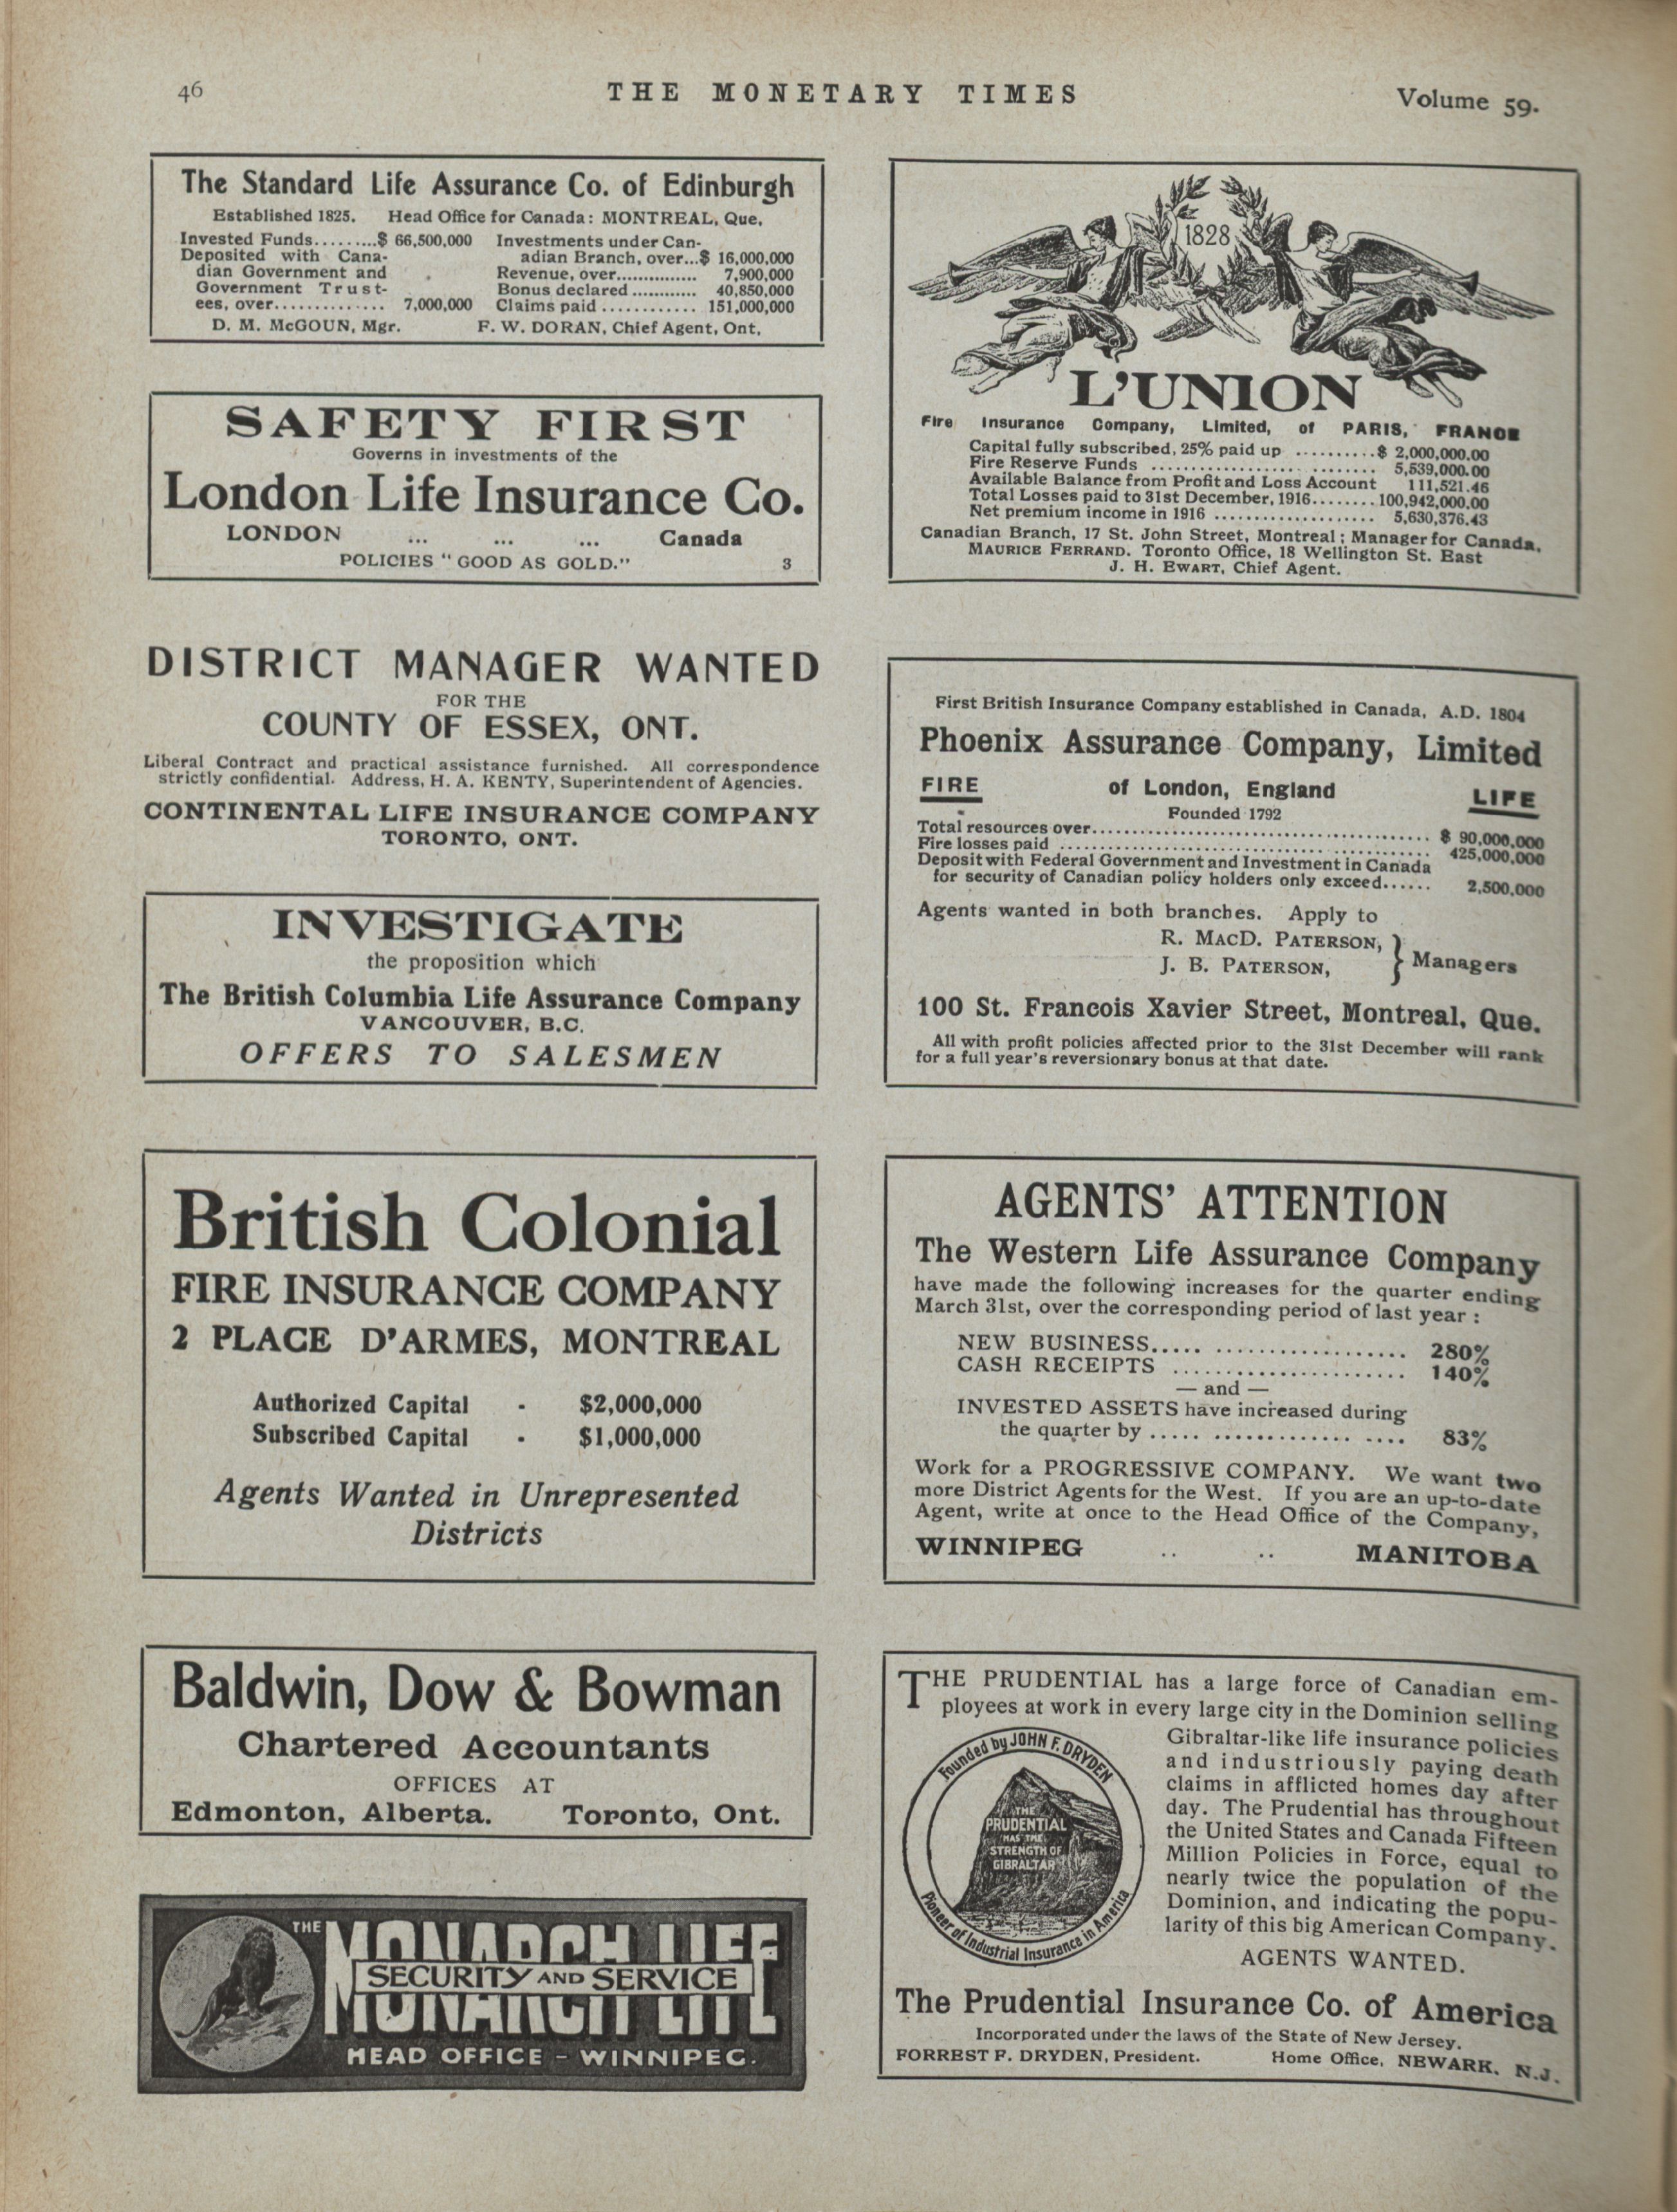 46
THE MONETARY TIMES
Volume 59.
The Standard Life Assurance Co. of Edinburgh
Established 1825. Head Office for Canada: MONTREAL, Que.
Invested Funds.........$ 66,500,000
Deposited with Cana-
dian Government and
Government Trust-
ees, over.............. 7,000,000
Investments under Can-
adian Branch, over...$ 16,000,000
Revenue, over............... 7,900,000
Bonus declared ............ 40,850,000
Claims paid ............ 151,000,000
D. M. McGOUN, Mgr. F. W. DORAN, Chief Agent, Ont.
SAFETY FIRST
Governs in investments of the
London Life Insurance Co.
LONDON ... ... ... Canada
POLICIES "GOOD AS GOLD." 3
DISTRICT MANAGER WANTED
FOR THE
COUNTY OF ESSEX, ONT.
Liberal Contract and practical assistance furnished. All correspondence
strictly confidential. Address, H. A. KENTY, Superintendent of Agencies.
CONTINENTAL LIFE INSURANCE COMPANY
TORONTO, ONT.
INVESTIGATE
the proposition which
The British Columbia Life Assurance Company
VANCOUVER, B.C.
OFFERS TO SALESMEN
British Colonial
FIRE INSURANCE COMPANY
2 PLACE D'ARMES, MONTREAL
Authorized Capital - $2,000,000
Subscribed Capital - $1,000,000
Agents Wanted in Unrepresented
Districts
Baldwin, Dow & Bowman
Chartered Accountants
OFFICES AT
Edmonton, Alberta. Toronto, Ont.
THE MONARCH LIFE
SECURITY AND SERVICE
HEAD OFFICE - WINNIPEG.
1828
L'UNION
Fire Insurance Company, Limited, of PARIS, FRANCE
Capital fully subscribed, 25% paid up ..........$ 2,000,000.00
Fire Reserve Funds .......................... 5,539,000.00
Available Balance from Profit and Loss Account 111,521.46
Total Losses paid to 31st December, 1916........100,942,000.00
Net premium income in 1916 .................... 5,630,376.43
Canadian Branch, 17 St. John Street, Montreal; Manager for Canada,
MAURICE FERRAND. Toronto Office, 18 Wellington St. East
J. H. EWART, Chief Agent.
First British Insurance Company established in Canada, A.D. 1804
Phoenix Assurance Company, Limited
FIRE of London, England LIFE
Founded 1792
Total resources over........................................ $ 90,000,000
Fire losses paid ............................................ 425,000,000
Deposit with Federal Government and Investment in Canada
for security of Canadian policy holders only exceed...... 2,500,000
Agents wanted in both branches. Apply to
R. MACD. PATERSON,
J. B. PATERSON,
} Managers
100 St. Francois Xavier Street, Montreal, Que.
All with profit policies affected prior to the 31st December will rank
for a full year's reversionary bonus at that date.
AGENTS' ATTENTION
The Western Life Assurance Company
have made the following increases for the quarter ending
March 31st, over the corresponding period of last year :
NEW BUSINESS..... .................. 280%
CASH RECEIPTS ...................... 140%
— and —
INVESTED ASSETS have increased during
the quarter by ..... ............. .... 83%
Work for a PROGRESSIVE COMPANY. We want two
more District Agents for the West. If you are an up-to-date
Agent, write at once to the Head Office of the Company,
WINNIPEG .. .. MANITOBA
THE PRUDENTIAL has a large force of Canadian em-
ployees at work in every large city in the Dominion selling
Gibraltar-like life insurance policies
and industriously paying death
claims in afflicted homes day after
day. The Prudential has throughout
the United States and Canada Fifteen
Million Policies in Force, equal to
nearly twice the population of the
Dominion, and indicating the popu-
larity of this big American Company.
AGENTS WANTED.
Founded by JOHN F. DRYDEN
THE
PRUDENTIAL
HAS THE
STRENGTH OF
GIBRALTAR
Pioneer of Industrial Insurance in America
The Prudential Insurance Co. of America
Incorporated under the laws of the State of New Jersey.
FORREST F. DRYDEN, President. Home Office, NEWARK, N.J.